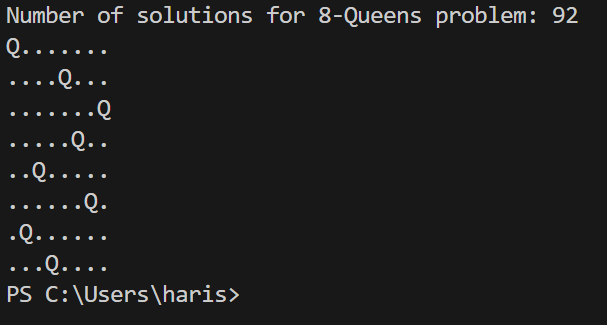 Number of solutions for 8-Queens problem: 92
Q.......
....Q...
.......Q
.....Q..
..Q.....
......Q.
.Q......
...Q....
PS C:\Users\haris>